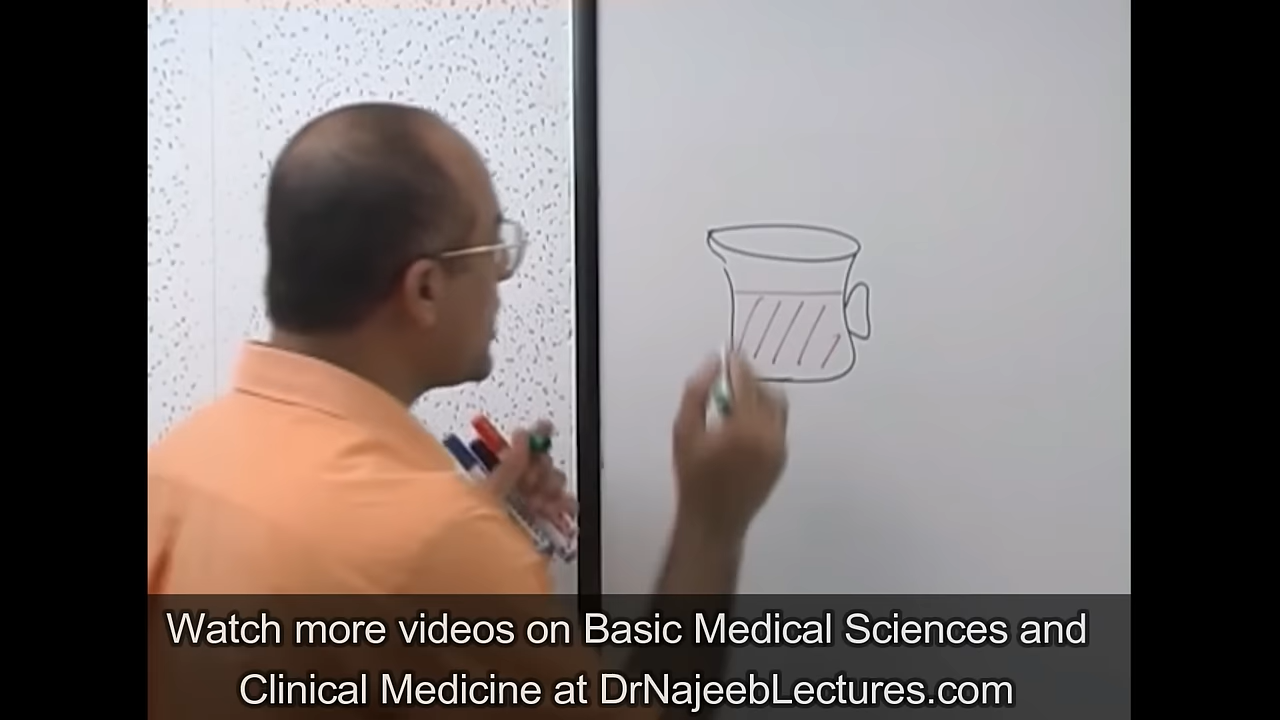 Watch more videos on Basic Medical Sciences and
Clinical Medicine at DrNajeebLectures.com